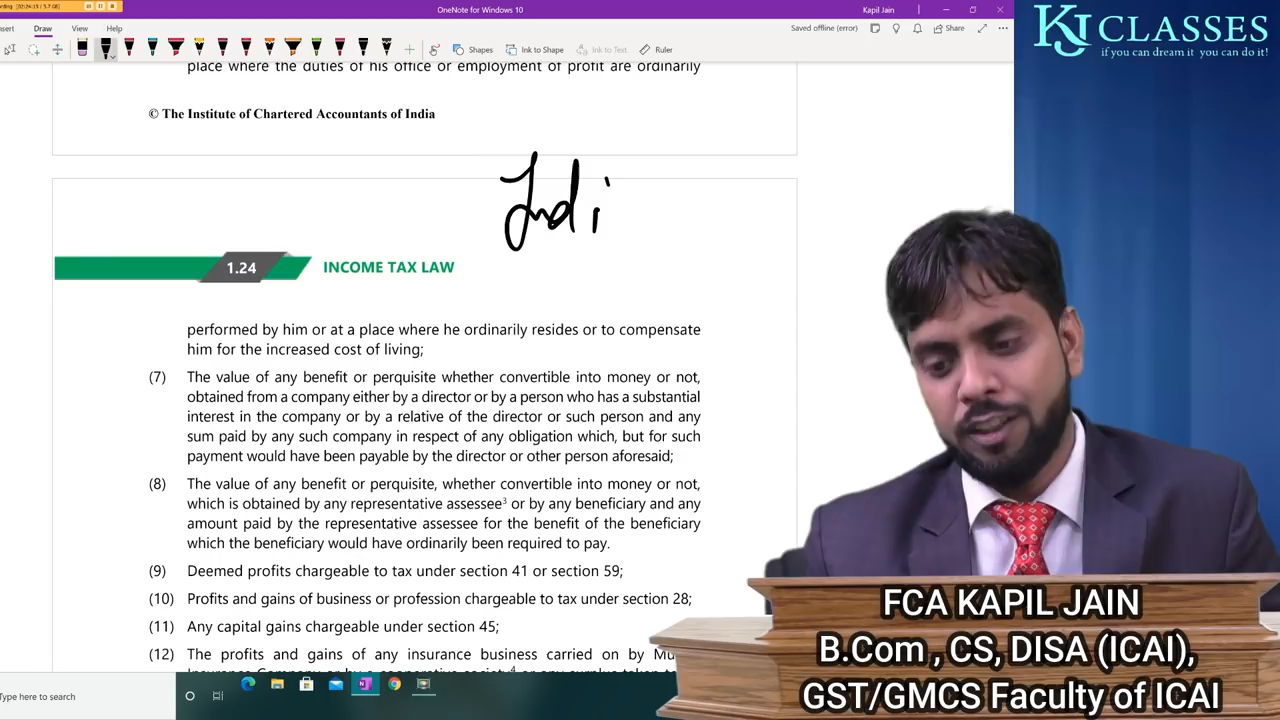 02:24:15 / 5.7 GB
OneNote for Windows 10
Kapil Jain
Draw
View
Help
Saved offline (error)
Share
Shapes
Ink to Shape
Ink to Text
Ruler
place where the duties of his office or employment of profit are ordinarily
© The Institute of Chartered Accountants of India
Indi
1.24
INCOME TAX LAW
performed by him or at a place where he ordinarily resides or to compensate
him for the increased cost of living;
(7) The value of any benefit or perquisite whether convertible into money or not,
obtained from a company either by a director or by a person who has a substantial
interest in the company or by a relative of the director or such person and any
sum paid by any such company in respect of any obligation which, but for such
payment would have been payable by the director or other person aforesaid;
(8) The value of any benefit or perquisite, whether convertible into money or not,
which is obtained by any representative assessee³ or by any beneficiary and any
amount paid by the representative assessee for the benefit of the beneficiary
which the beneficiary would have ordinarily been required to pay.
(9) Deemed profits chargeable to tax under section 41 or section 59;
(10) Profits and gains of business or profession chargeable to tax under section 28;
(11) Any capital gains chargeable under section 45;
(12) The profits and gains of any insurance business carried on by
Type here to search
KJ CLASSES
if you can dream it you can do it!
FCA KAPIL JAIN
B.Com , CS, DISA (ICAI),
GST/GMCS Faculty of ICAI